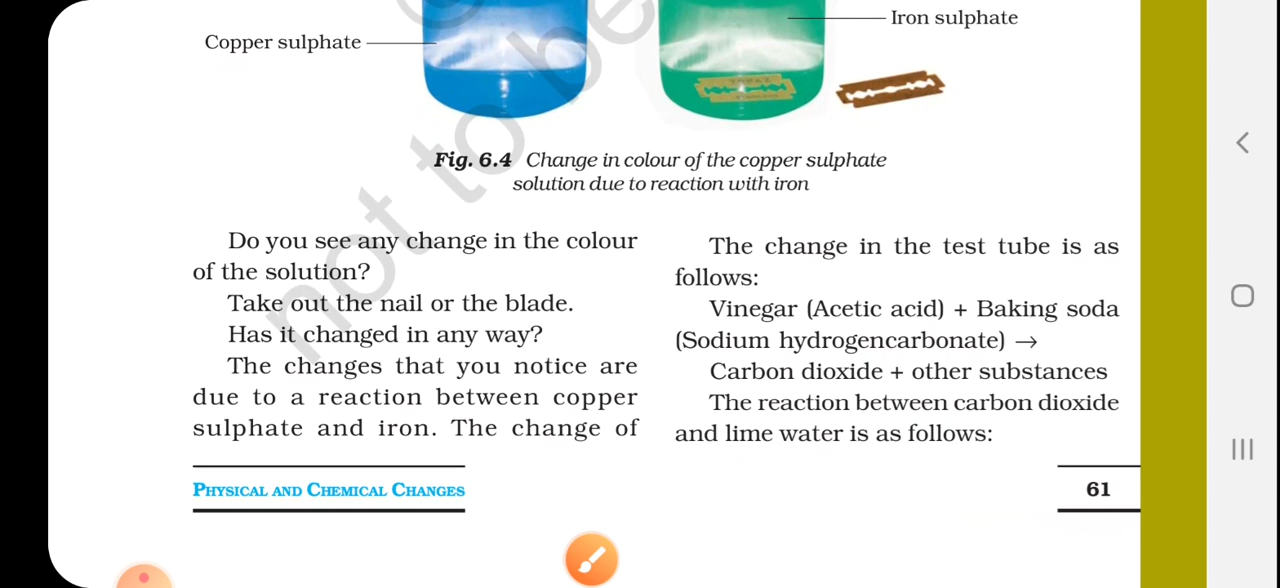 Iron sulphate
Copper sulphate
Fig. 6.4 Change in colour of the copper sulphate
solution due to reaction with iron
Do you see any change in the colour
of the solution?
Take out the nail or the blade.
Has it changed in any way?
The changes that you notice are
due to a reaction between copper
sulphate and iron. The change of
The change in the test tube is as
follows:
Vinegar (Acetic acid) + Baking soda
(Sodium hydrogencarbonate) →
Carbon dioxide + other substances
The reaction between carbon dioxide
and lime water is as follows:
PHYSICAL AND CHEMICAL CHANGES
61
not to be